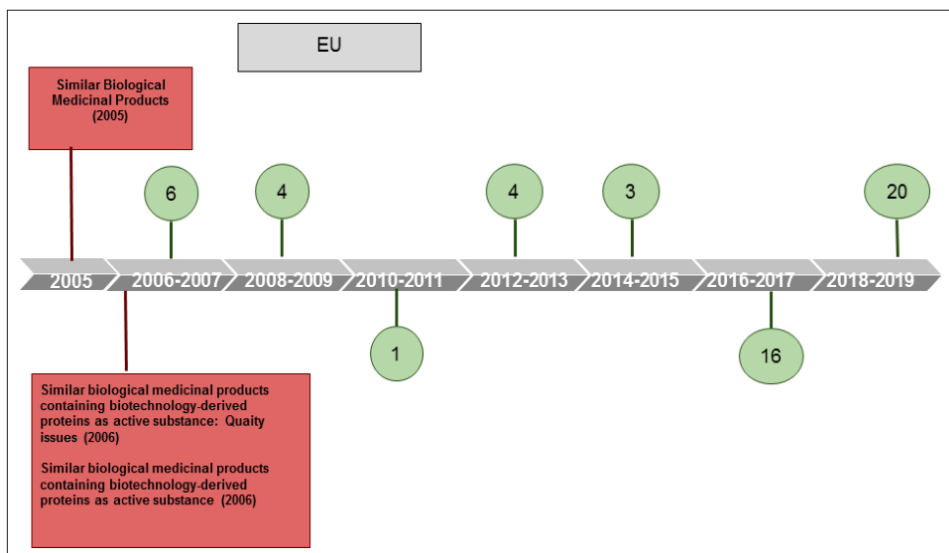 EU
Similar Biological
Medicinal Products
(2005)
6
4
4
3
20
2005
2006-2007
2008-2009
2010-2011
2012-2013
2014-2015
2016-2017
2018-2019
1
16
Similar biological medicinal products
containing biotechnology-derived
proteins as active substance: Quaity
issues (2006)
Similar biological medicinal products
containing biotechnology-derived
proteins as active substance (2006)